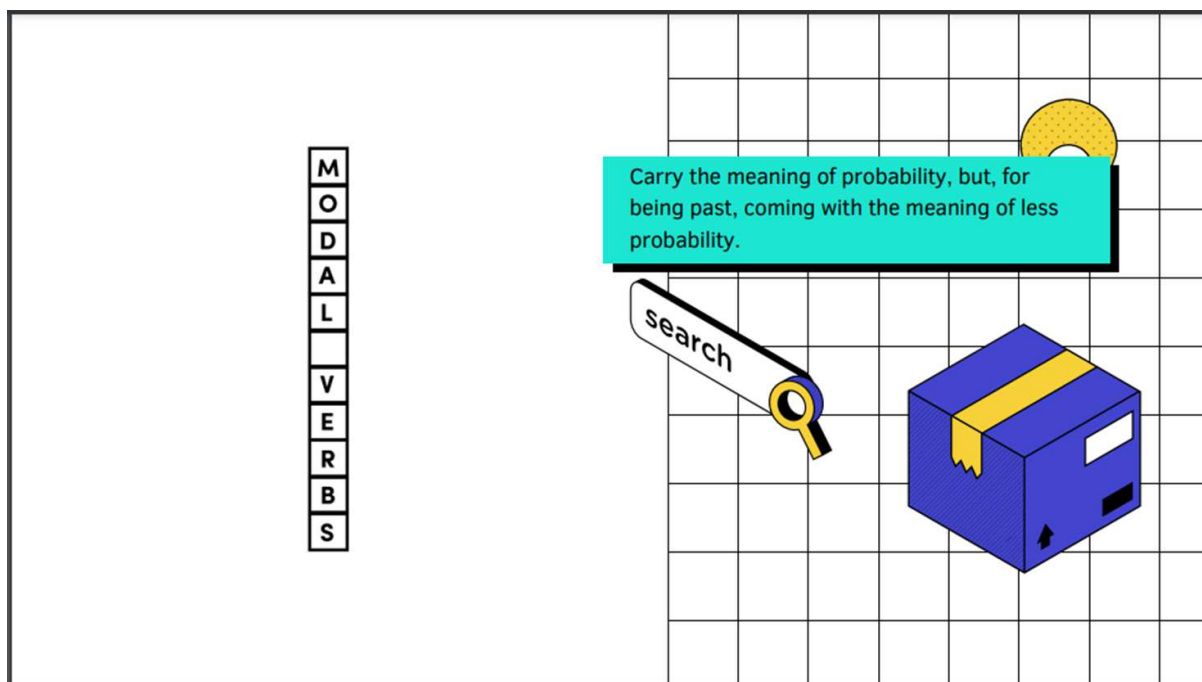 MODAL VERBS
Carry the meaning of probability, but, for
being past, coming with the meaning of less
probability.
search